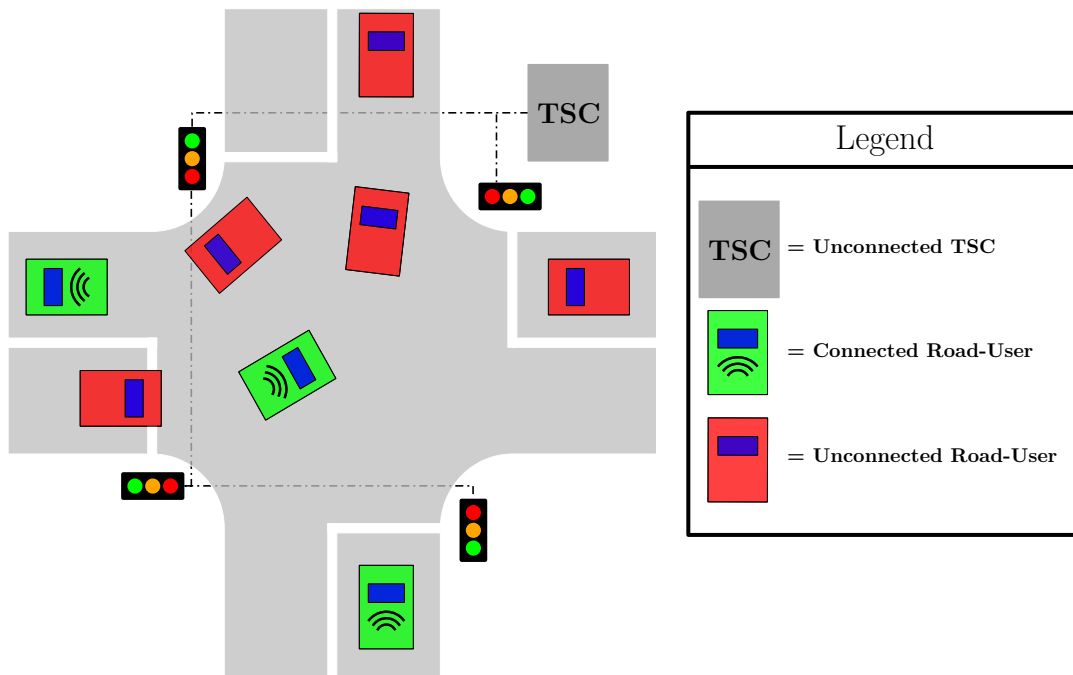 TSC
Legend
TSC = Unconnected TSC
= Connected Road-User
= Unconnected Road-User